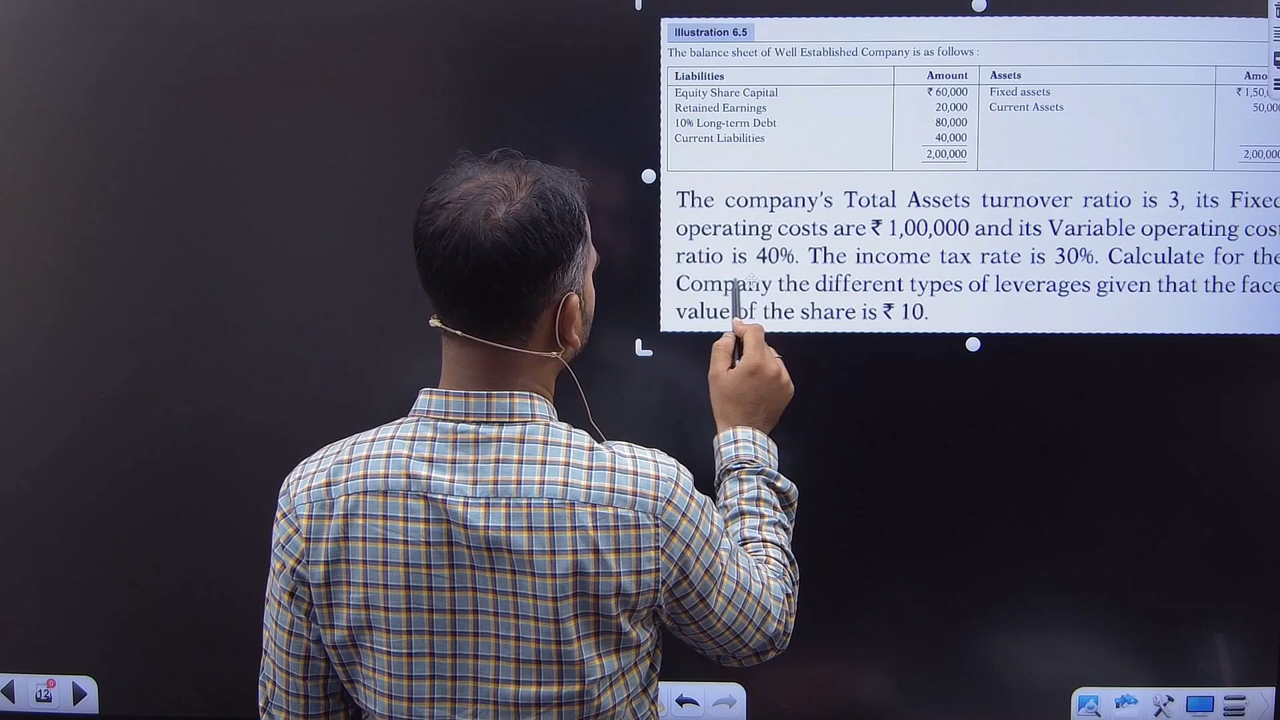 Illustration 6.5
The balance sheet of Well Established Company is as follows :
Liabilities Amount Assets
Equity Share Capital ₹ 60,000 Fixed assets ₹ 1,50,
Retained Earnings 20,000 Current Assets 50,000
10% Long-term Debt 80,000
Current Liabilities 40,000
2,00,000 2,00,000
The company's Total Assets turnover ratio is 3, its Fixed
operating costs are ₹ 1,00,000 and its Variable operating cost
ratio is 40%. The income tax rate is 30%. Calculate for the
Company the different types of leverages given that the face
value of the share is ₹ 10.
12